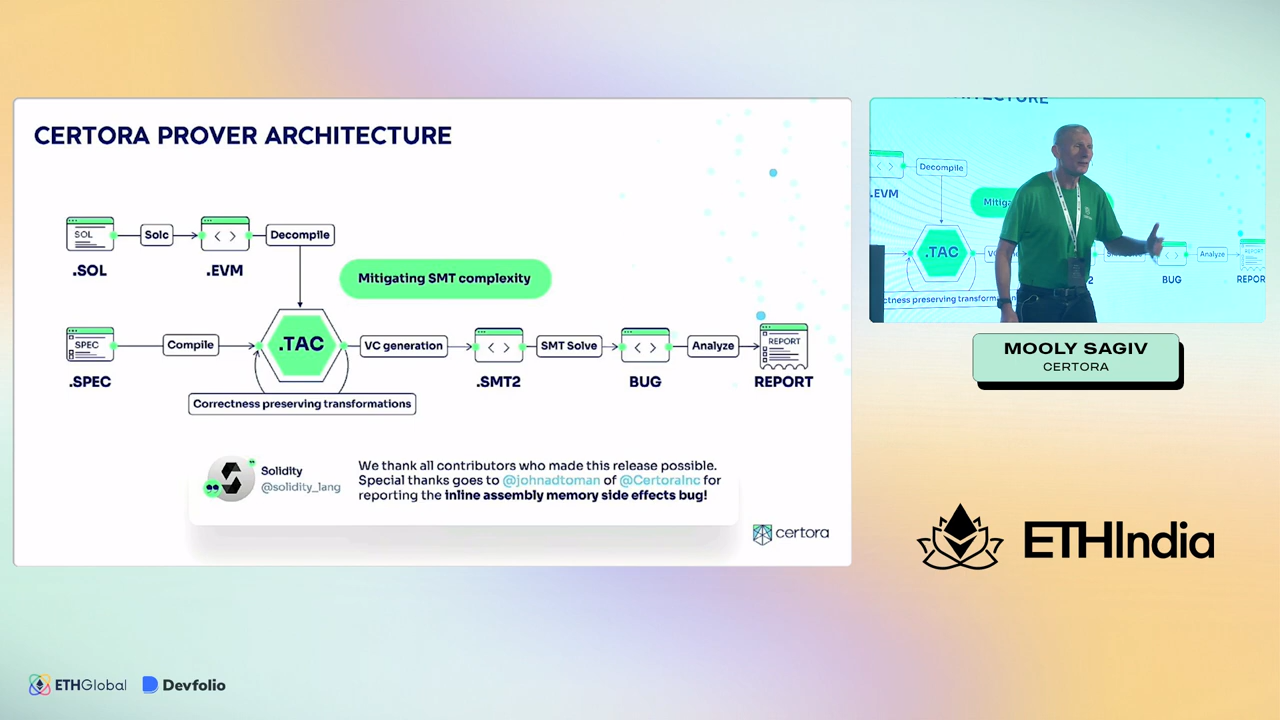 CERTORA PROVER ARCHITECTURE
SOL
Solc
Decompile
.SOL
.EVM
Mitigating SMT complexity
SPEC
Compile
.TAC
VC generation
SMT Solve
Analyze
REPORT
.SPEC
.SMT2
BUG
REPORT
Correctness preserving transformations
Solidity
@solidity_lang
We thank all contributors who made this release possible.
Special thanks goes to @johnadtoman of @CertoraInc for
reporting the inline assembly memory side effects bug!
certora
Decompile
.EVM
.TAC
BUG
Analyze
REPORT
MOOLY SAGIV
CERTORA
ETHIndia
ETHGlobal
Devfolio